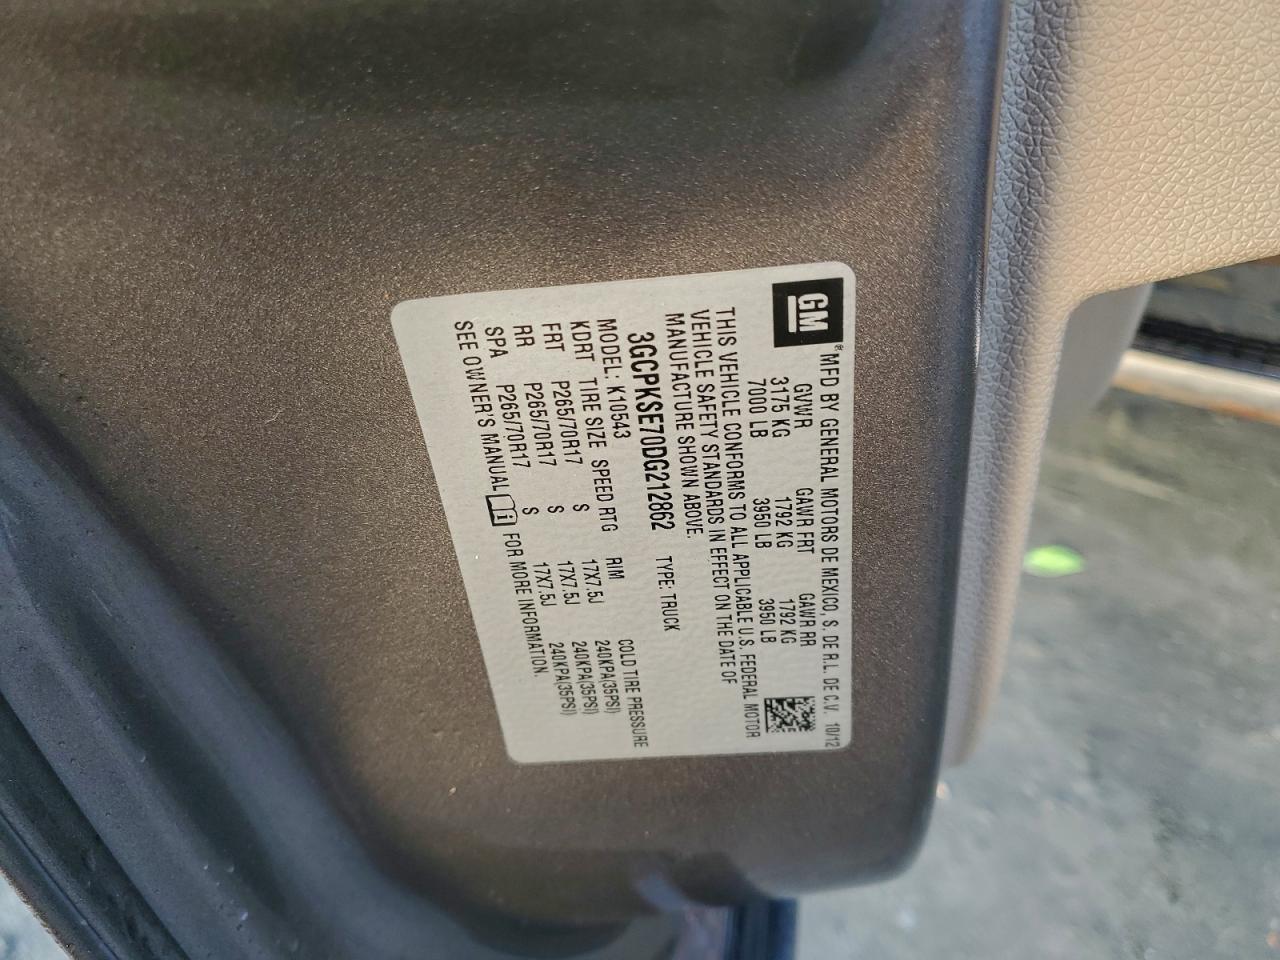 GM
®MFD BY GENERAL MOTORS DE MEXICO, S. DE R.L. DE C.V. 10/12
GVWR GAWR FRT GAWR RR
3175 KG 1792 KG 1792 KG
7000 LB 3950 LB 3950 LB
THIS VEHICLE CONFORMS TO ALL APPLICABLE U.S. FEDERAL MOTOR
VEHICLE SAFETY STANDARDS IN EFFECT ON THE DATE OF
MANUFACTURE SHOWN ABOVE.
3GCPKSE70DG212862 TYPE: TRUCK
MODEL: K10543
KDRT TIRE SIZE SPEED RTG RIM COLD TIRE PRESSURE
FRT P265/70R17 S 17X7.5J 240KPA(35PSI)
RR P265/70R17 S 17X7.5J 240KPA(35PSI)
SPA P265/70R17 S 17X7.5J 240KPA(35PSI)
SEE OWNER'S MANUAL i FOR MORE INFORMATION.